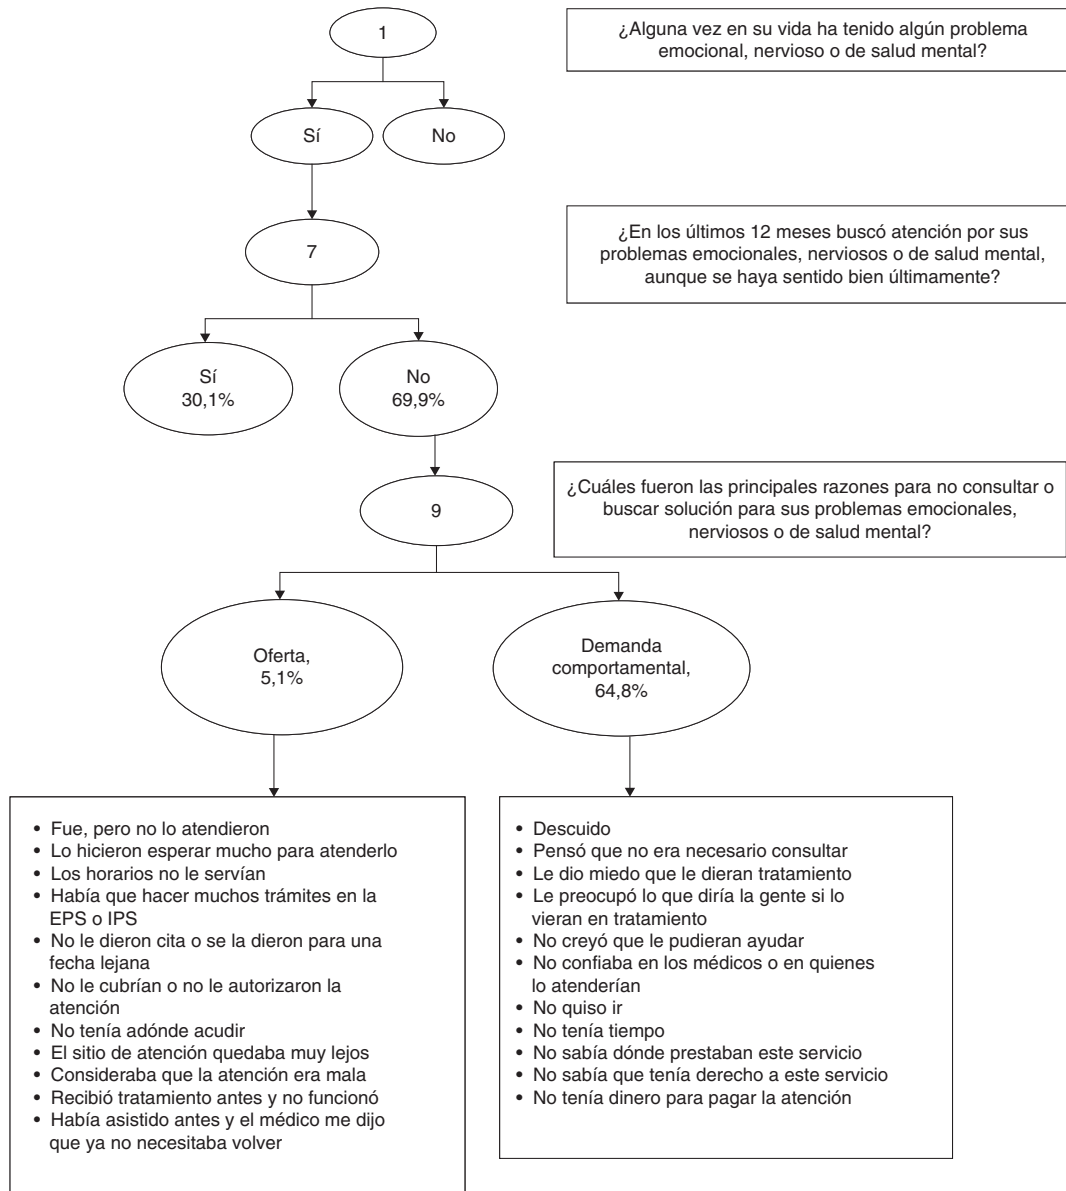 1
¿Alguna vez en su vida ha tenido algún problema
emocional, nervioso o de salud mental?
Sí
No
7
¿En los últimos 12 meses buscó atención por sus
problemas emocionales, nerviosos o de salud mental,
aunque se haya sentido bien últimamente?
Sí
30,1%
No
69,9%
9
¿Cuáles fueron las principales razones para no consultar o
buscar solución para sus problemas emocionales,
nerviosos o de salud mental?
Oferta,
5,1%
Demanda
comportamental,
64,8%
• Fue, pero no lo atendieron
• Lo hicieron esperar mucho para atenderlo
• Los horarios no le servían
• Había que hacer muchos trámites en la
EPS o IPS
• No le dieron cita o se la dieron para una
fecha lejana
• No le cubrían o no le autorizaron la
atención
• No tenía adónde acudir
• El sitio de atención quedaba muy lejos
• Consideraba que la atención era mala
• Recibió tratamiento antes y no funcionó
• Había asistido antes y el médico me dijo
que ya no necesitaba volver
• Descuido
• Pensó que no era necesario consultar
• Le dio miedo que le dieran tratamiento
• Le preocupó lo que diría la gente si lo
vieran en tratamiento
• No creyó que le pudieran ayudar
• No confiaba en los médicos o en quienes
lo atenderían
• No quiso ir
• No tenía tiempo
• No sabía dónde prestaban este servicio
• No sabía que tenía derecho a este servicio
• No tenía dinero para pagar la atención